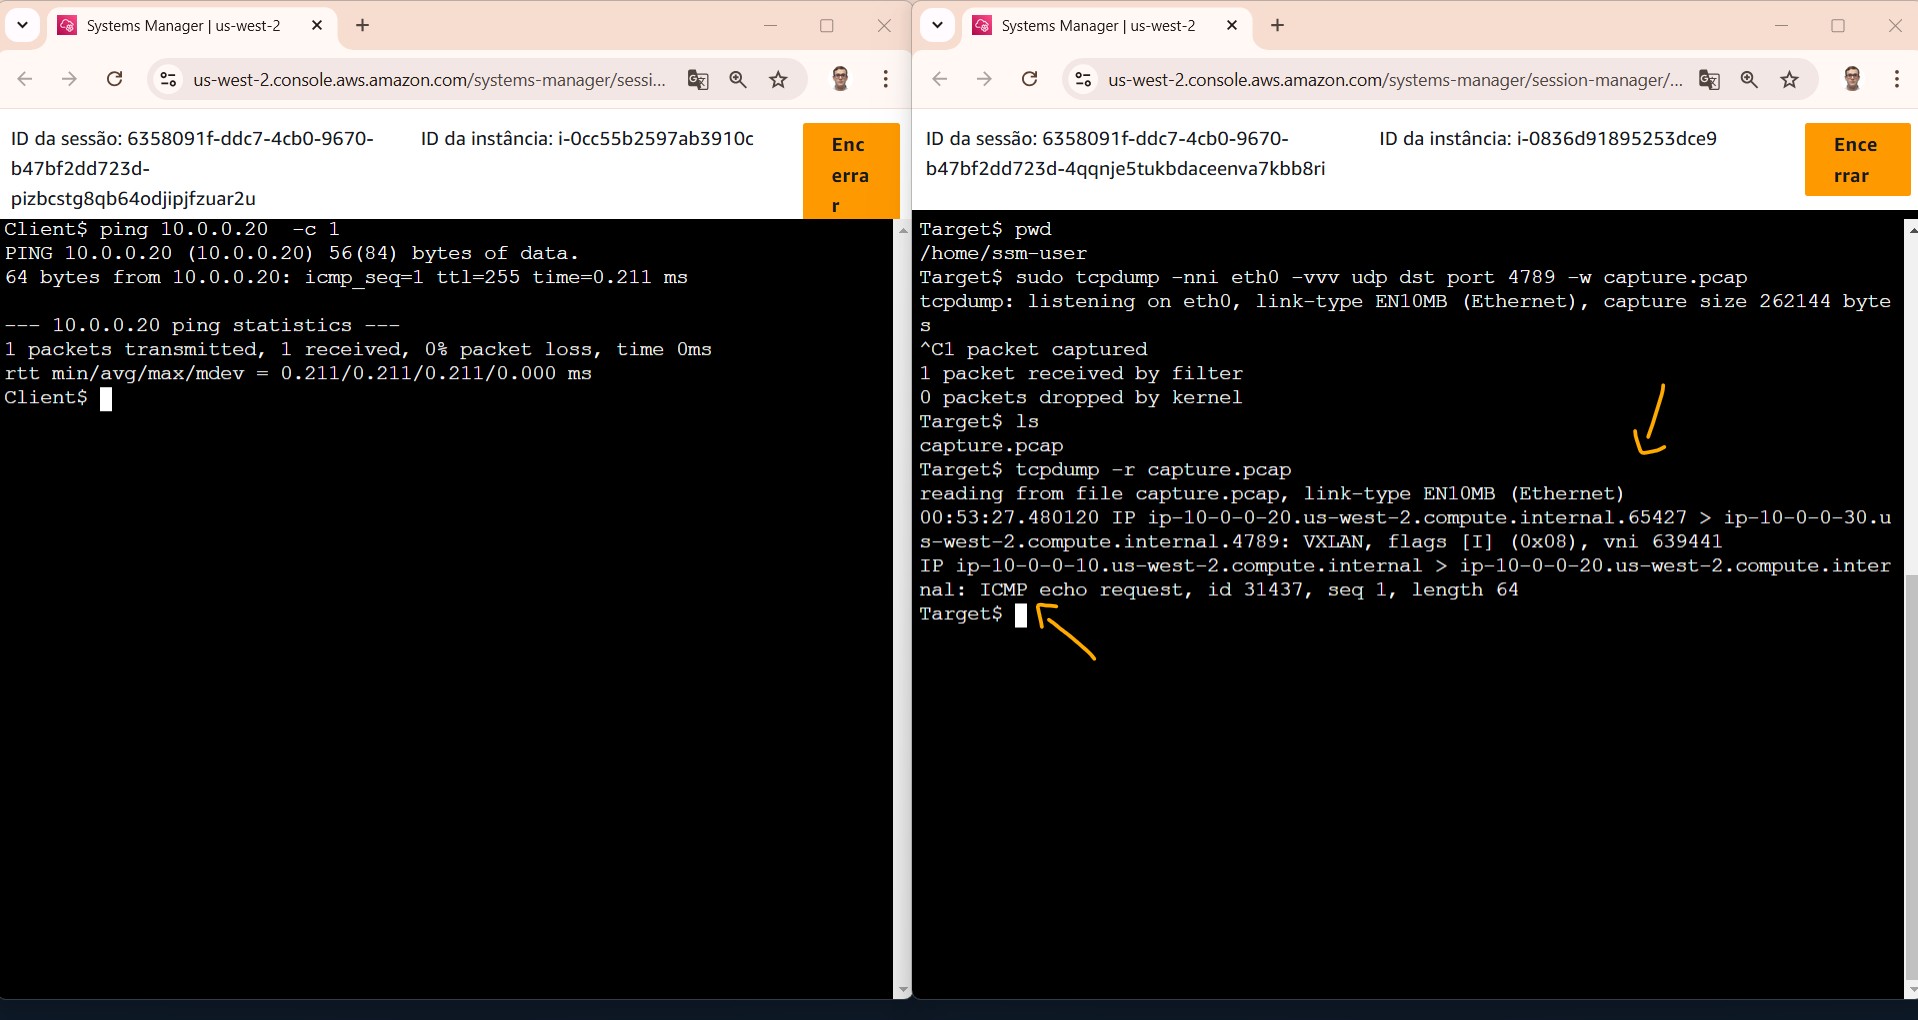 Systems Manager | us-west-2
us-west-2.console.aws.amazon.com/systems-manager/sessi...
ID da sessão: 6358091f-ddc7-4cb0-9670-
b47bf2dd723d-
pizbcstg8qb64odjipjfzuar2u
ID da instância: i-0cc55b2597ab3910c
Enc
erra
r
Client$ ping 10.0.0.20  -c 1
PING 10.0.0.20 (10.0.0.20) 56(84) bytes of data.
64 bytes from 10.0.0.20: icmp_seq=1 ttl=255 time=0.211 ms
--- 10.0.0.20 ping statistics ---
1 packets transmitted, 1 received, 0% packet loss, time 0ms
rtt min/avg/max/mdev = 0.211/0.211/0.211/0.000 ms
Client$
Systems Manager | us-west-2
us-west-2.console.aws.amazon.com/systems-manager/session-manager/...
ID da sessão: 6358091f-ddc7-4cb0-9670-
b47bf2dd723d-4qqnje5tukbdaceenva7kbb8ri
ID da instância: i-0836d91895253dce9
Ence
rrar
Target$ pwd
/home/ssm-user
Target$ sudo tcpdump -nni eth0 -vvv udp dst port 4789 -w capture.pcap
tcpdump: listening on eth0, link-type EN10MB (Ethernet), capture size 262144 byte
s
^C1 packet captured
1 packet received by filter
0 packets dropped by kernel
Target$ ls
capture.pcap
Target$ tcpdump -r capture.pcap
reading from file capture.pcap, link-type EN10MB (Ethernet)
00:53:27.480120 IP ip-10-0-0-20.us-west-2.compute.internal.65427 > ip-10-0-0-30.u
s-west-2.compute.internal.4789: VXLAN, flags [I] (0x08), vni 639441
IP ip-10-0-0-10.us-west-2.compute.internal > ip-10-0-0-20.us-west-2.compute.inter
nal: ICMP echo request, id 31437, seq 1, length 64
Target$